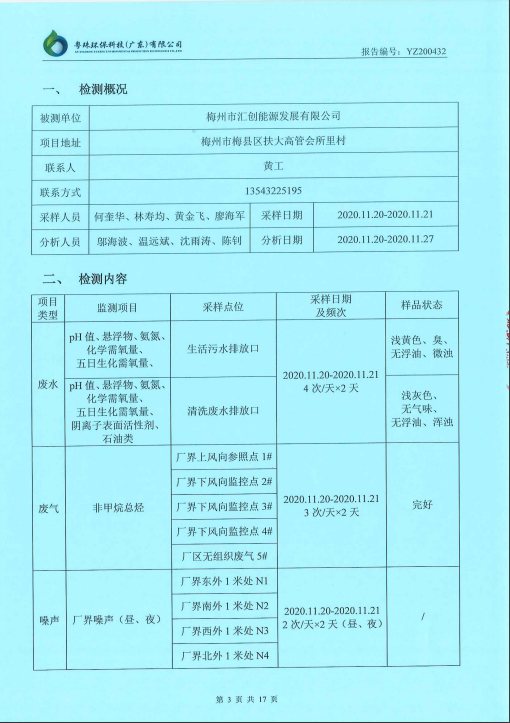 粤珠环保科技(广东)有限公司
报告编号：YZ200432
一、 检测概况
被测单位 梅州市汇创能源发展有限公司
项目地址 梅州市梅县区扶大高管会所里村
联系人 黄工
联系方式 13543225195
采样人员 何奎华、林寿均、黄金飞、廖海军 采样日期 2020.11.20-2020.11.21
分析人员 邬海波、温远斌、沈雨涛、陈钊 分析日期 2020.11.20-2020.11.27
二、 检测内容
项目
类型
监测项目
采样点位
采样日期
及频次
样品状态
废水
pH 值、悬浮物、氨氮、
化学需氧量、
五日生化需氧量、
生活污水排放口
2020.11.20-2020.11.21
4 次/天×2 天
浅黄色、臭、
无浮油、微浊
pH 值、悬浮物、氨氮、
化学需氧量、
五日生化需氧量、
阴离子表面活性剂、
石油类
清洗废水排放口
浅灰色、
无气味、
无浮油、浑浊
废气
非甲烷总烃
厂界上风向参照点 1#
厂界下风向监控点 2#
厂界下风向监控点 3#
厂界下风向监控点 4#
厂区无组织废气 5#
2020.11.20-2020.11.21
3 次/天×2 天
完好
噪声
厂界噪声（昼、夜）
厂界东外 1 米处 N1
厂界南外 1 米处 N2
厂界西外 1 米处 N3
厂界北外 1 米处 N4
2020.11.20-2020.11.21
2 次/天×2 天（昼、夜）
/
第 3 页 共 17 页